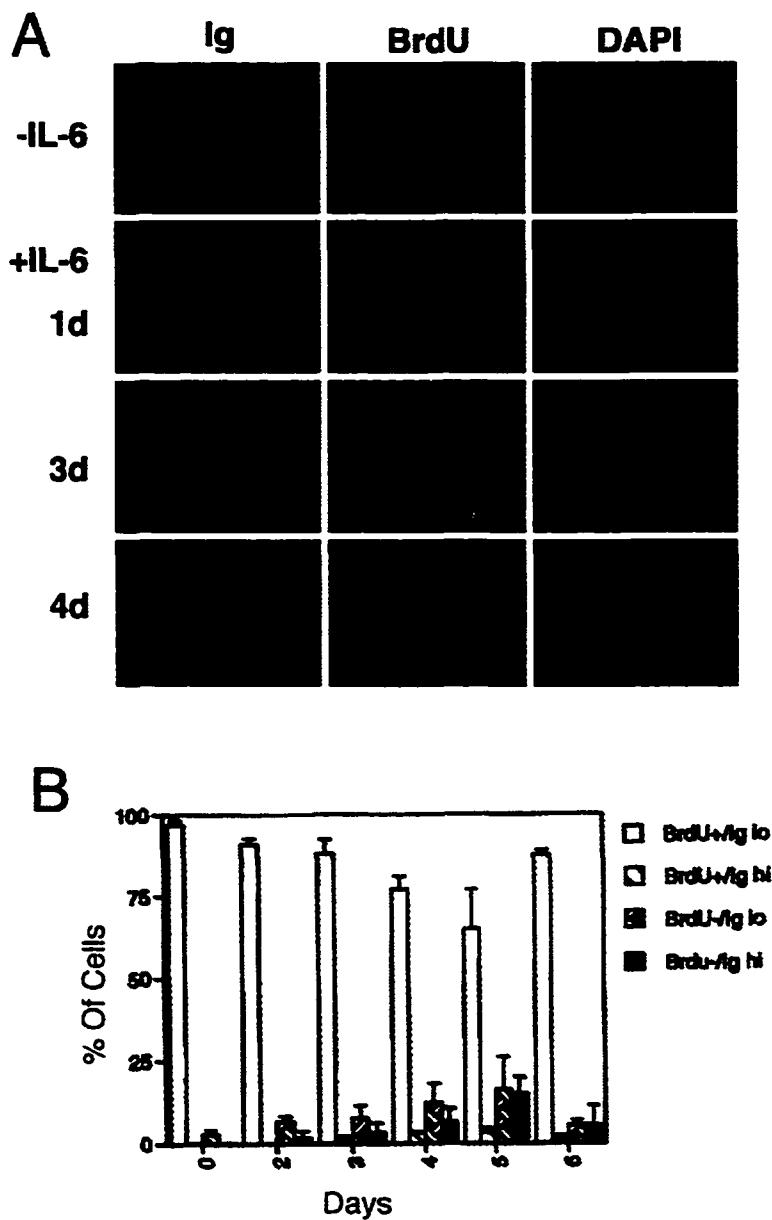 A
Ig BrdU DAPI
-IL-6
+IL-6
1d
3d
4d
B
100
75
50
25
0
% Of Cells
0 2 3 4 5 6
Days
BrdU+/Ig lo
BrdU+/Ig hi
BrdU-/Ig lo
Brdu-/Ig hi